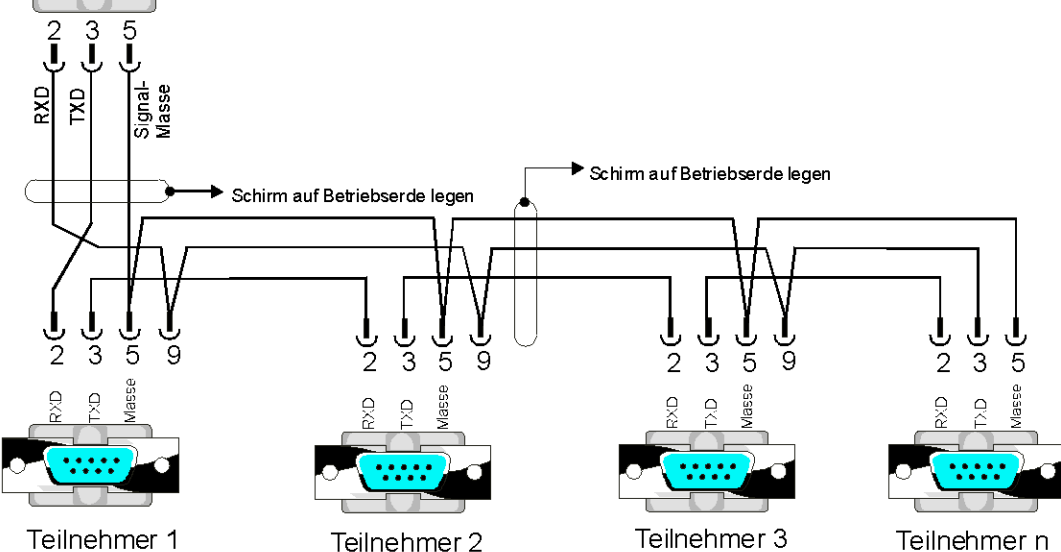 2 3 5
RXD
TXD
Signal-
Masse
Schirm auf Betriebserde legen
Schirm auf Betriebserde legen
2 3 5 9
2 3 5 9
2 3 5 9
2 3 5
RXD TXD Masse
RXD TXD Masse
RXD TXD Masse
RXD TXD Masse
Teilnehmer 1
Teilnehmer 2
Teilnehmer 3
Teilnehmer n